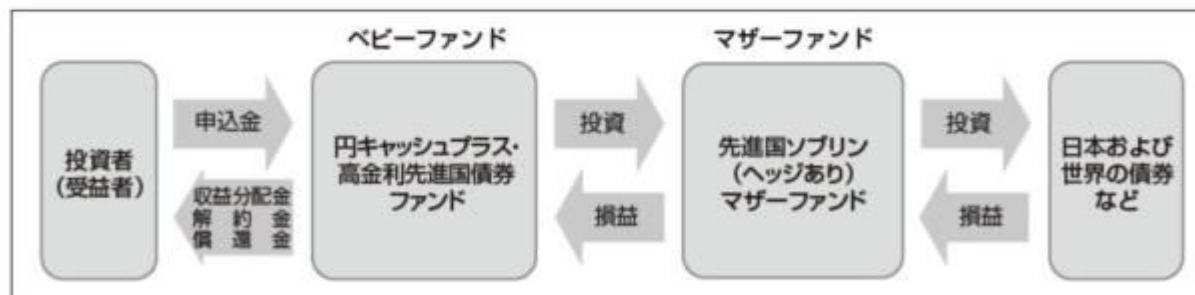 ベビーファンド
マザーファンド
投資者
(受益者)
申込金
収益分配金
解約金
償還金
円キャッシュプラス・
高金利先進国債券
ファンド
投資
損益
先進国ソブリン
(ヘッジあり)
マザーファンド
投資
損益
日本および
世界の債券
など